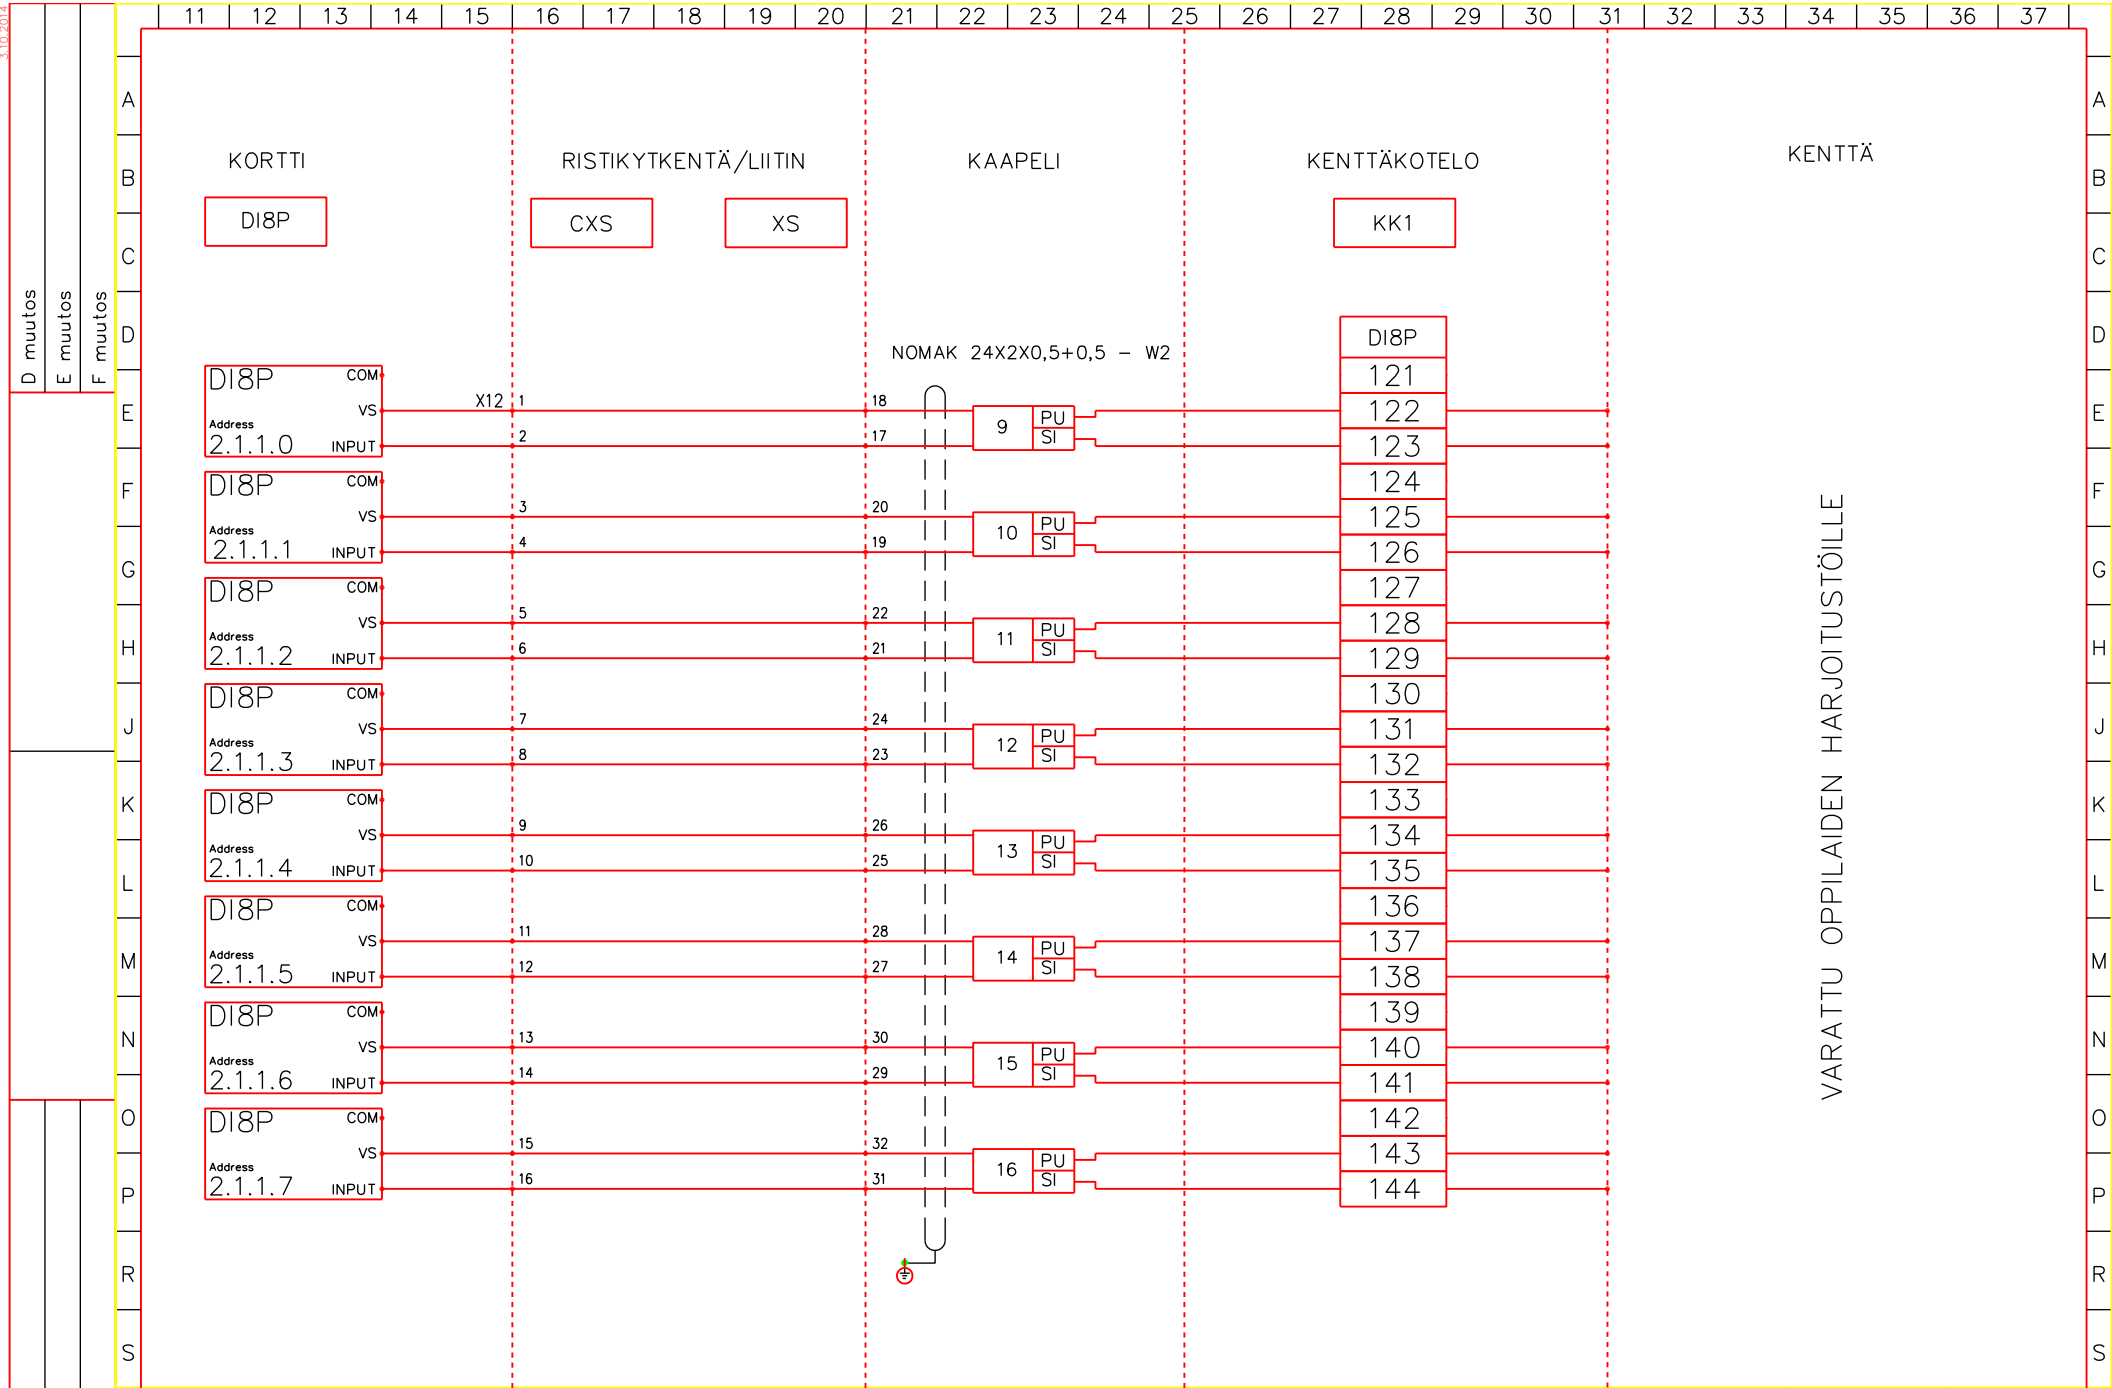 3.10.2014
11 12 13 14 15 16 17 18 19 20 21 22 23 24 25 26 27 28 29 30 31 32 33 34 35 36 37
D muutos
E muutos
F muutos
A A
B B
C C
D D
E E
F F
G G
H H
J J
K K
L L
M M
N N
O O
P P
R R
S S
KORTTI
RISTIKYTKENTÄ/LIITIN
KAAPELI
KENTTÄKOTELO
KENTTÄ
DI8P
CXS
XS
KK1
NOMAK 24X2X0,5+0,5 - W2
DI8P
121
DI8P COM
X12 1 18
VS 9 PU 122
Address
2 17
2.1.1.0 INPUT SI 123
DI8P COM 124
3 20
VS 10 PU 125
Address
4 19
2.1.1.1 INPUT SI 126
DI8P COM 127
5 22
VS 11 PU 128
Address
6 21
2.1.1.2 INPUT SI 129
DI8P COM 130
7 24
VS 12 PU 131
Address
8 23
2.1.1.3 INPUT SI 132
DI8P COM 133
9 26
VS 13 PU 134
Address
10 25
2.1.1.4 INPUT SI 135
DI8P COM 136
11 28
VS 14 PU 137
Address
12 27
2.1.1.5 INPUT SI 138
DI8P COM 139
13 30
VS 15 PU 140
Address
14 29
2.1.1.6 INPUT SI 141
DI8P COM 142
15 32
VS 16 PU 143
Address
16 31
2.1.1.7 INPUT SI 144
VARATTU OPPILAIDEN HARJOITUSTÖILLE